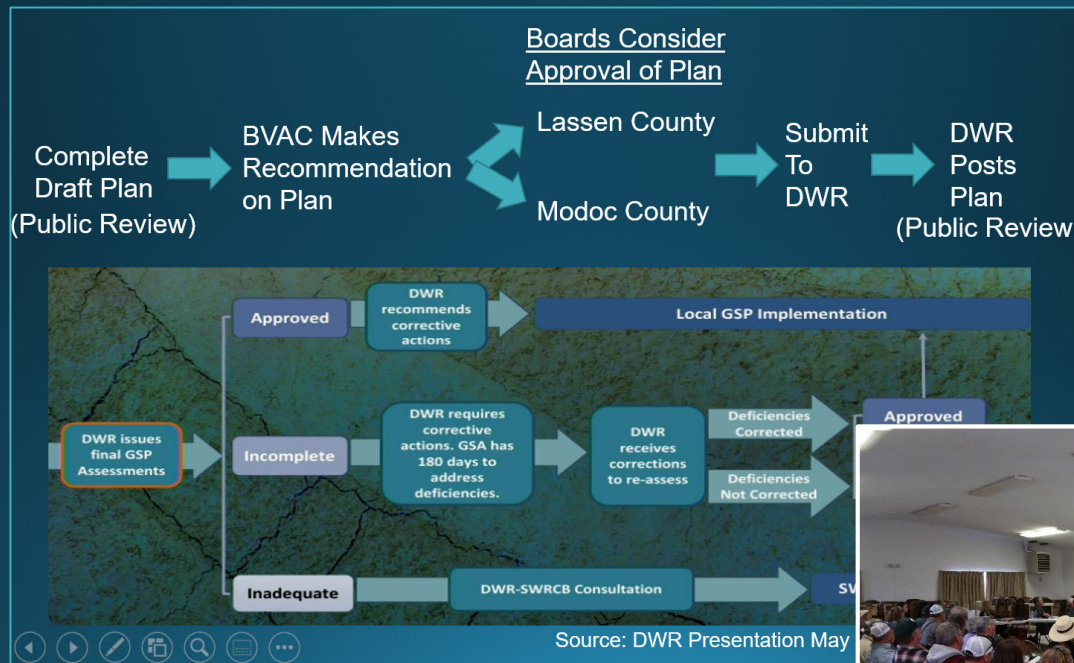 Boards Consider
Approval of Plan
Complete
Draft Plan
(Public Review)
BVAC Makes
Recommendation
on Plan
Lassen County
Modoc County
Submit
To
DWR
DWR
Posts
Plan
(Public Review
DWR issues
final GSP
Assessments
Approved
DWR
recommends
corrective
actions
Local GSP Implementation
Incomplete
DWR requires
corrective
actions. GSA has
180 days to
address
deficiencies.
DWR
receives
corrections
to re-assess
Deficiencies
Corrected
Deficiencies
Not Corrected
Approved
Inadequate
DWR-SWRCB Consultation
Source: DWR Presentation May